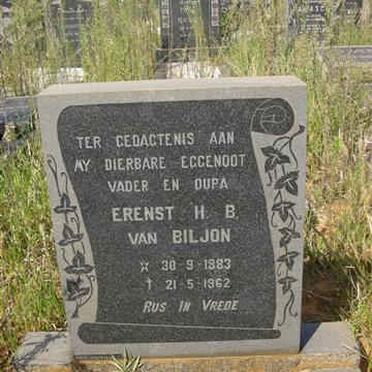 TER GEDAGTENIS AAN
MY DIERBARE EGGENOOT
VADER EN OUPA
ERENST H. B.
VAN BILJON
☆ 30-9-1883
† 21-5-1962
RUS IN VREDE